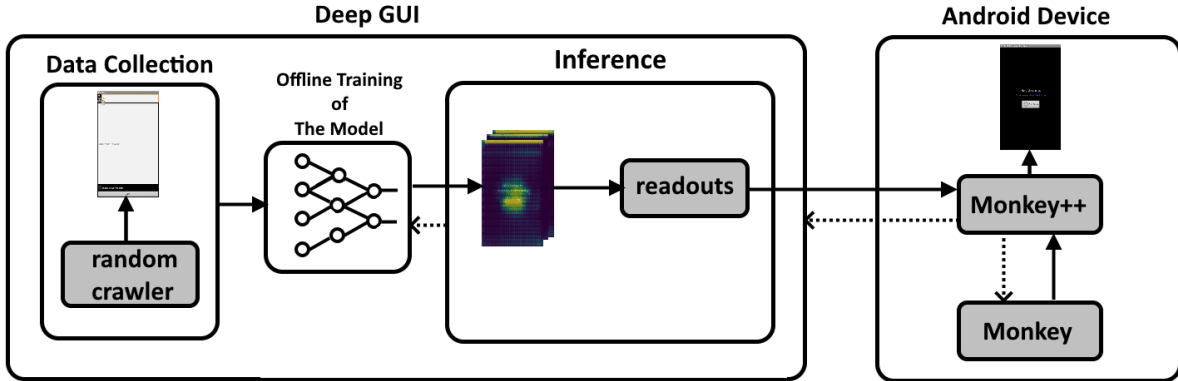 Deep GUI
Android Device
Data Collection
Offline Training
of
The Model
Inference
random
crawler
readouts
Monkey++
Monkey